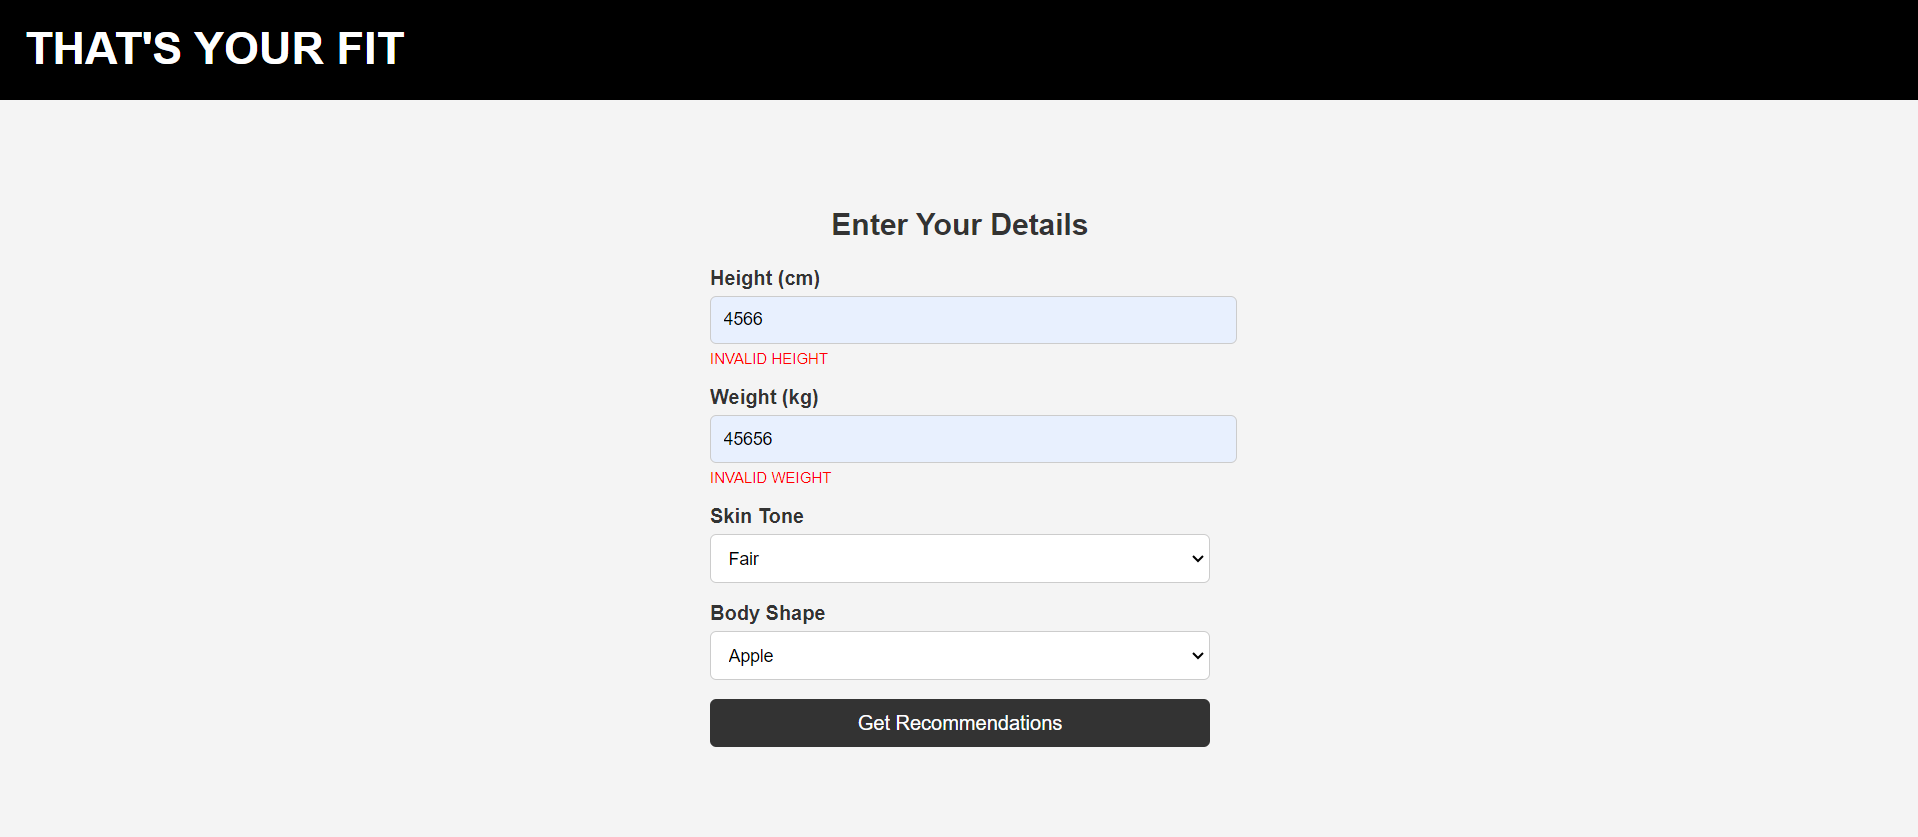 THAT'S YOUR FIT
Enter Your Details
Height (cm)
4566
INVALID HEIGHT
Weight (kg)
45656
INVALID WEIGHT
Skin Tone
Fair
Body Shape
Apple
Get Recommendations